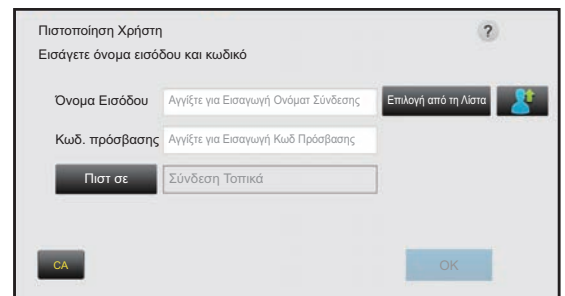 Πιστοποίηση Χρήστη
?
Εισάγετε όνομα εισόδου και κωδικό
Όνομα Εισόδου Αγγίξτε για Εισαγωγή Ονόματ Σύνδεσης Επιλογή από τη Λίστα
Κωδ. πρόσβασης Αγγίξτε για Εισαγωγή Κωδ Πρόσβασης
Πιστ σε Σύνδεση Τοπικά
CA OK